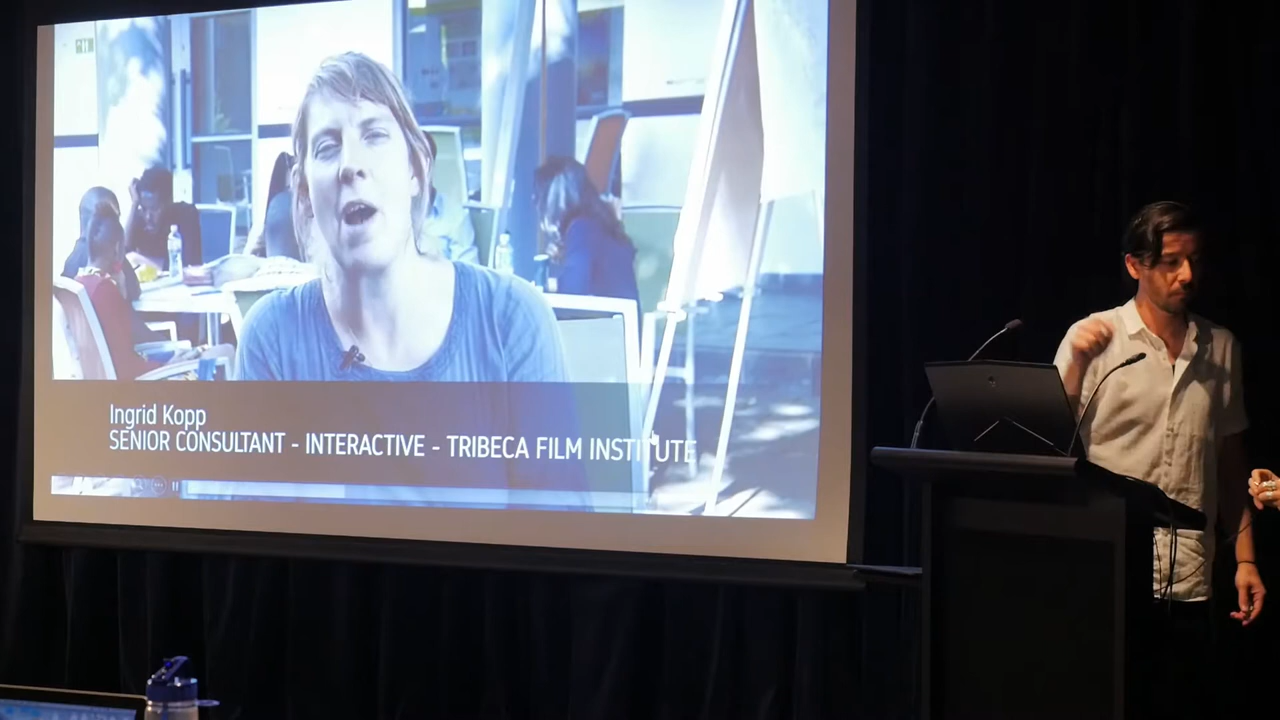 Ingrid Kopp
SENIOR CONSULTANT - INTERACTIVE - TRIBECA FILM INSTITUTE